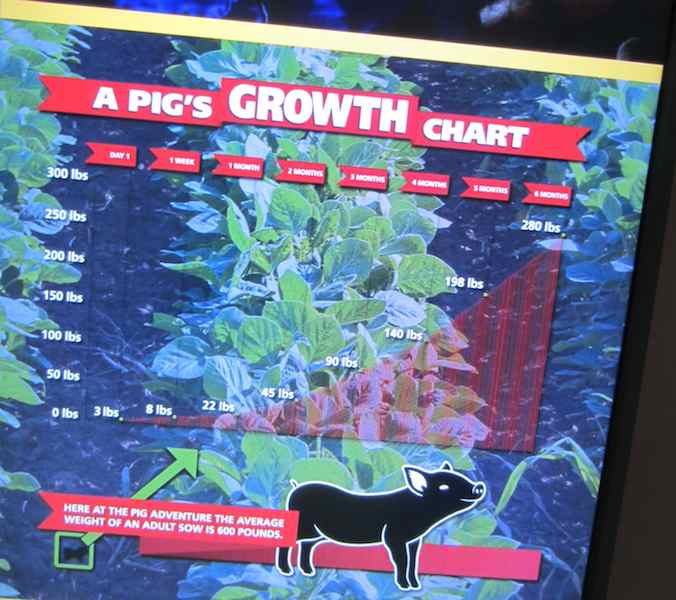 A PIG'S GROWTH CHART
DAY 1 1 WEEK 1 MONTH 2 MONTHS 3 MONTHS 4 MONTHS 5 MONTHS 6 MONTHS
300 lbs
250 lbs
280 lbs
200 lbs
198 lbs
150 lbs
140 lbs
100 lbs
90 lbs
50 lbs
45 lbs
0 lbs 3 lbs 8 lbs 22 lbs
HERE AT THE PIG ADVENTURE THE AVERAGE
WEIGHT OF AN ADULT SOW IS 600 POUNDS.